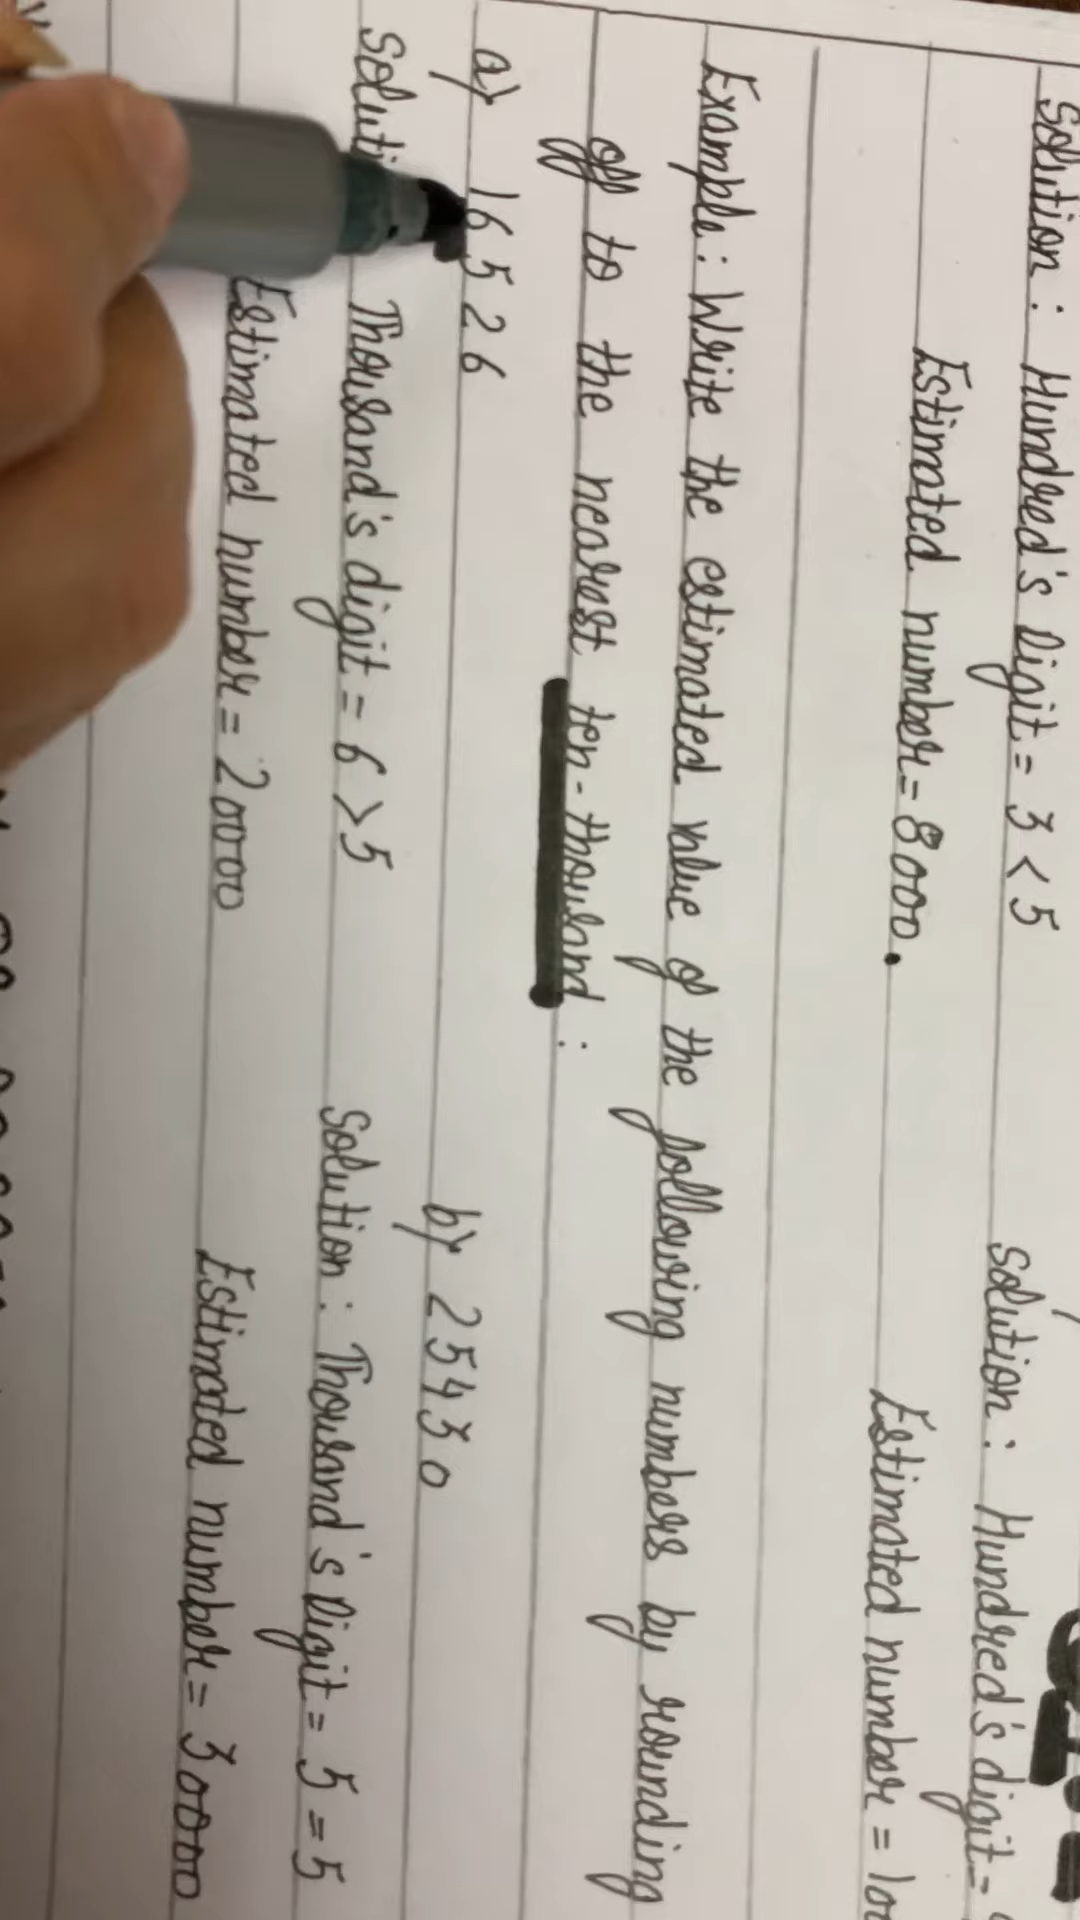 Solution : Hundred's Digit = 3 < 5
Solution : Hundred's digit =
Estimated number = 8000.
Estimated number = 100
Example : Write the estimated value of the following numbers by rounding
off to the nearest ten-thousand :
a) 16526
b) 25430
Thousand's digit = 6 > 5
Solution : Thousand's Digit = 5 = 5
Estimated number = 20000
Estimated number = 30000